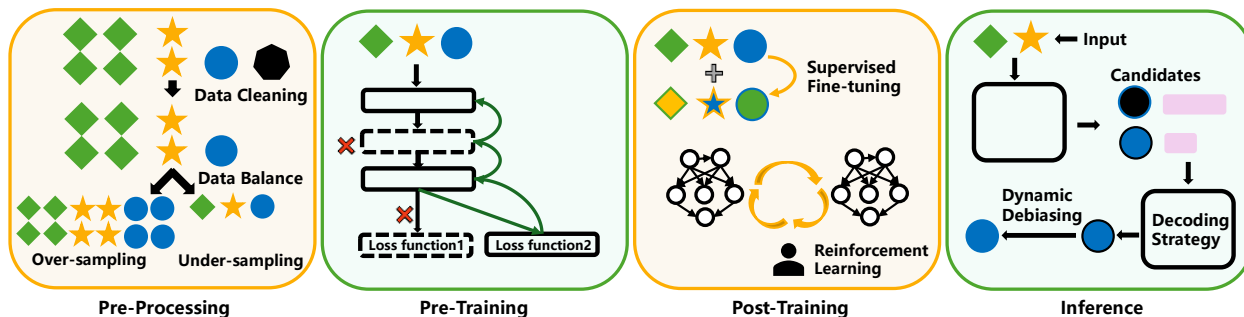 Data Cleaning
Data Balance
Over-sampling
Under-sampling
Pre-Processing
Loss function1
Loss function2
Pre-Training
Supervised
Fine-tuning
Reinforcement
Learning
Post-Training
Input
Candidates
Dynamic
Debiasing
Decoding
Strategy
Inference